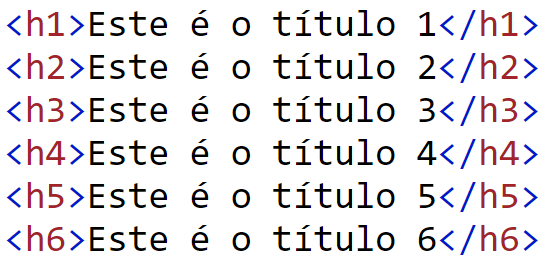 <h1>Este é o título 1</h1>
<h2>Este é o título 2</h2>
<h3>Este é o título 3</h3>
<h4>Este é o título 4</h4>
<h5>Este é o título 5</h5>
<h6>Este é o título 6</h6>